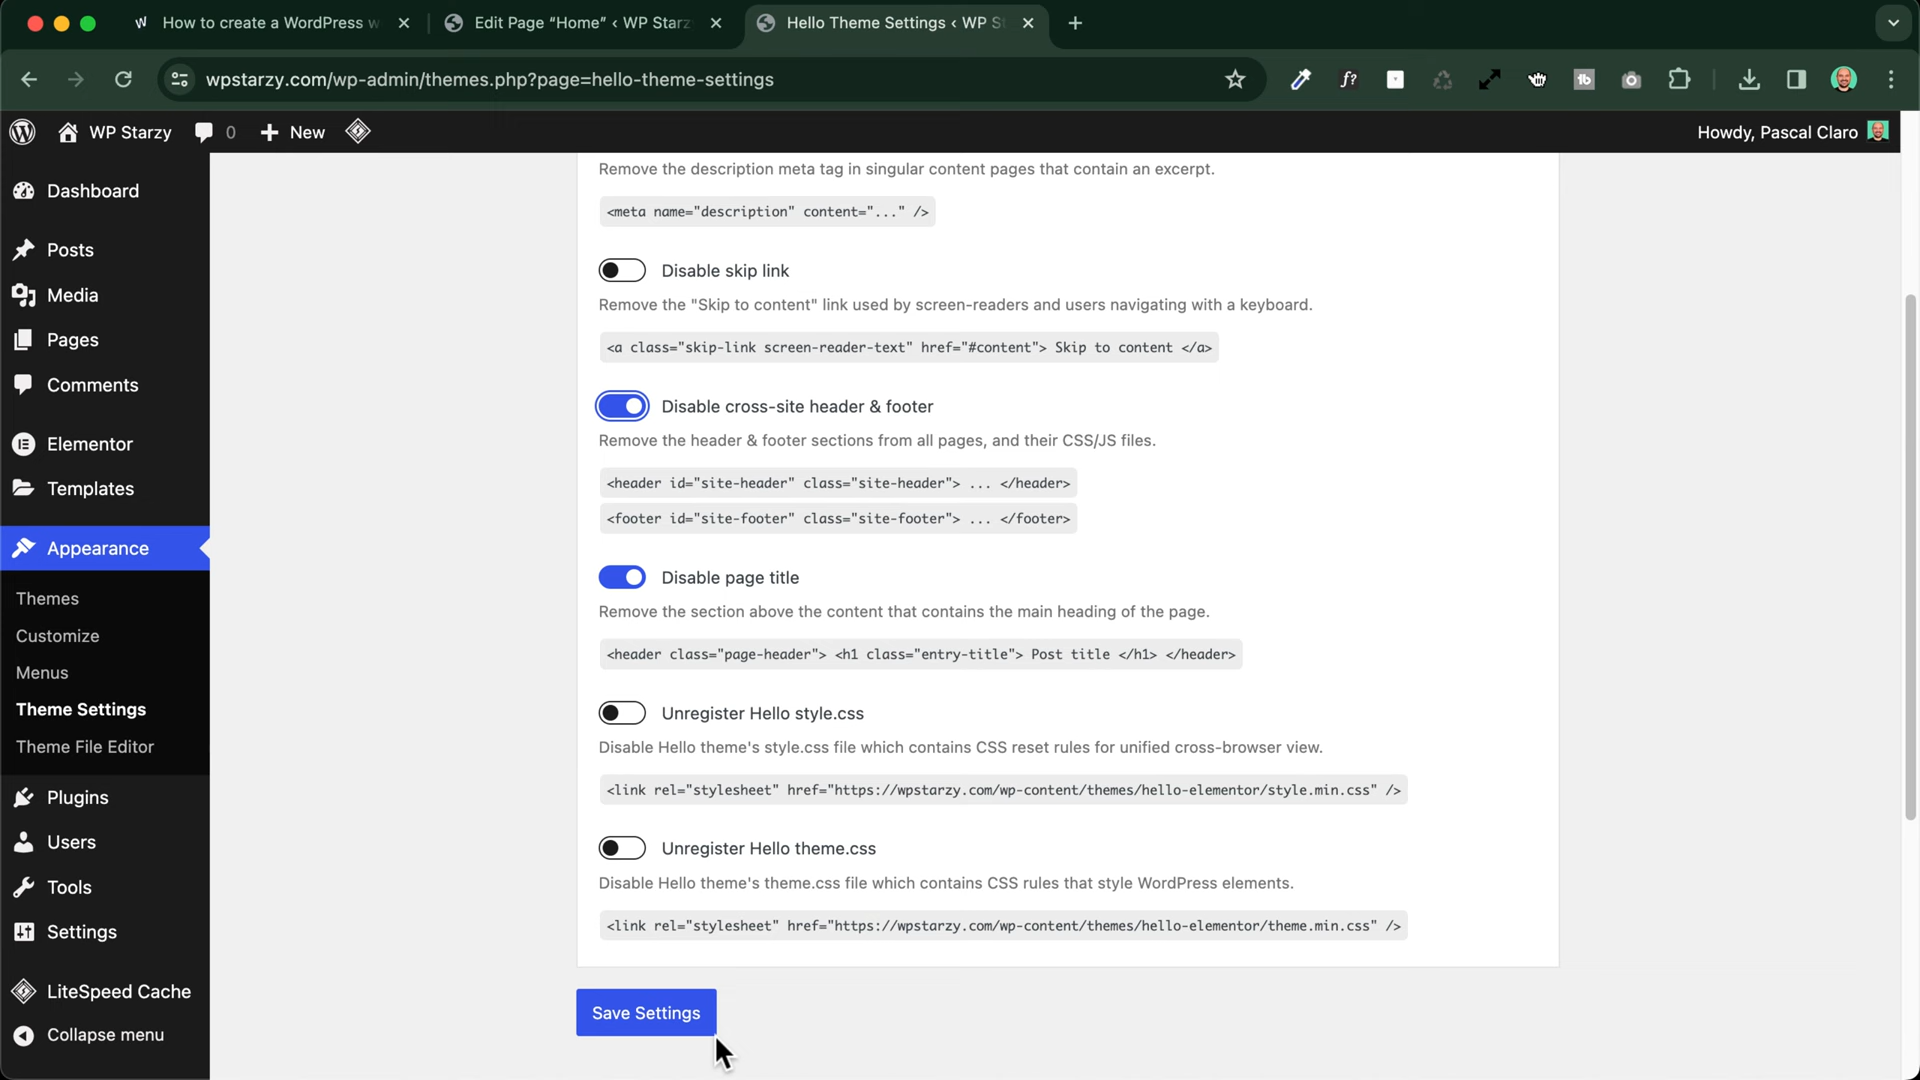 How to create a WordPress w
Edit Page “Home” ‹ WP Starz
Hello Theme Settings ‹ WP S
wpstarzy.com/wp-admin/themes.php?page=hello-theme-settings
f?
tb
WP Starzy
0
New
Howdy, Pascal Claro
Dashboard
Posts
Media
Pages
Comments
Elementor
Templates
Appearance
Themes
Customize
Menus
Theme Settings
Theme File Editor
Plugins
Users
Tools
Settings
LiteSpeed Cache
Collapse menu
Remove the description meta tag in singular content pages that contain an excerpt.
<meta name="description" content="..." />
Disable skip link
Remove the "Skip to content" link used by screen-readers and users navigating with a keyboard.
<a class="skip-link screen-reader-text" href="#content"> Skip to content </a>
Disable cross-site header & footer
Remove the header & footer sections from all pages, and their CSS/JS files.
<header id="site-header" class="site-header"> ... </header>
<footer id="site-footer" class="site-footer"> ... </footer>
Disable page title
Remove the section above the content that contains the main heading of the page.
<header class="page-header"> <h1 class="entry-title"> Post title </h1> </header>
Unregister Hello style.css
Disable Hello theme's style.css file which contains CSS reset rules for unified cross-browser view.
<link rel="stylesheet" href="https://wpstarzy.com/wp-content/themes/hello-elementor/style.min.css" />
Unregister Hello theme.css
Disable Hello theme's theme.css file which contains CSS rules that style WordPress elements.
<link rel="stylesheet" href="https://wpstarzy.com/wp-content/themes/hello-elementor/theme.min.css" />
Save Settings